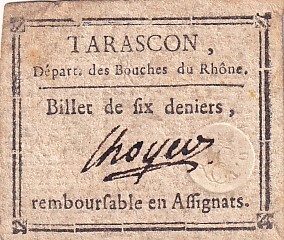 TARASCON,
Départ. des Bouches du Rhône.
Billet de ſix deniers,
rembourſable en Aſſignats.